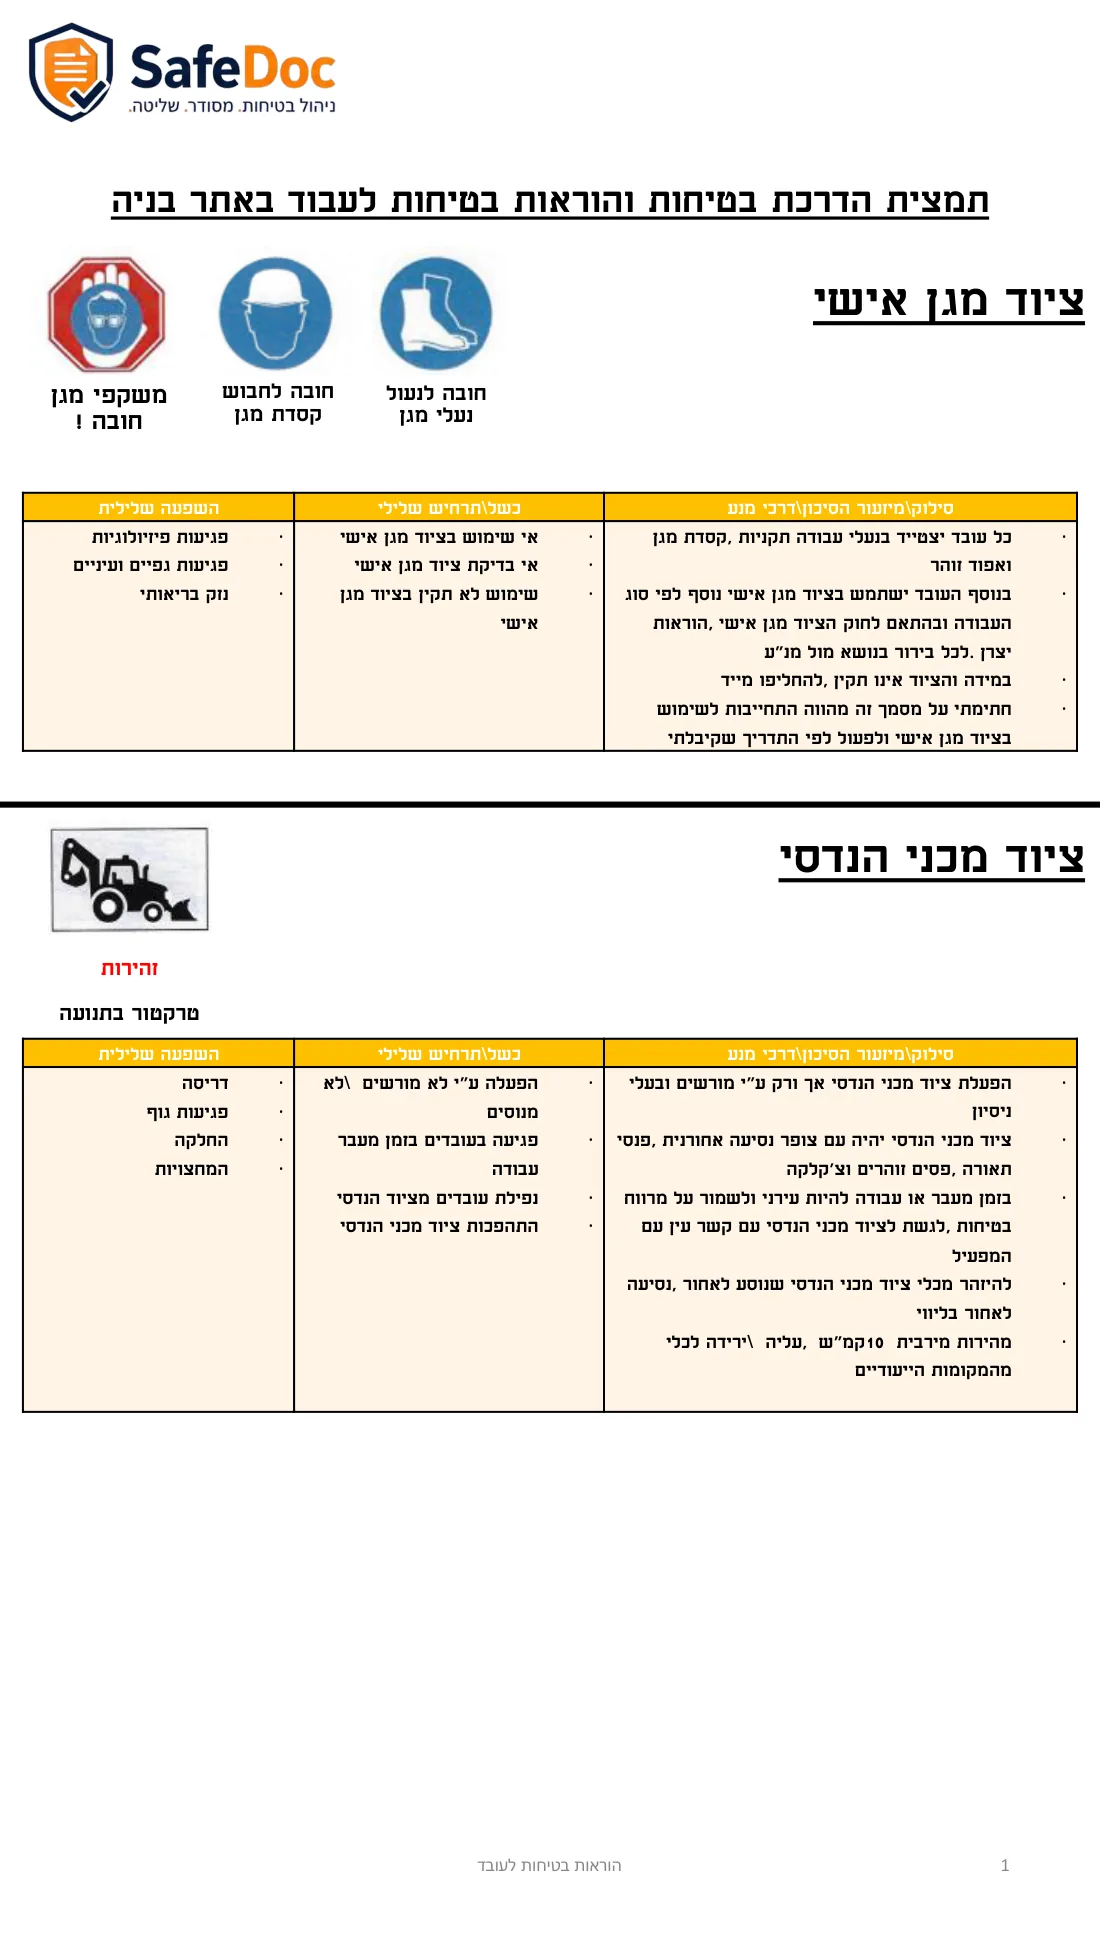 SafeDoc
ניהול בטיחות. מסודר. שליטה.
תמצית הדרכת בטיחות והוראות בטיחות לעבוד באתר בניה
ציוד מגן אישי
חובה לנעול
נעלי מגן
חובה לחבוש
קסדת מגן
משקפי מגן
חובה !
סילוק\מיזעור הסיכון\דרכי מנע
· כל עובד יצטייד בנעלי עבודה תקניות ,קסדת מגן
ואפוד זוהר
· בנוסף העובד ישתמש בציוד מגן אישי נוסף לפי סוג
העבודה ובהתאם לחוק הציוד מגן אישי ,הוראות
יצרן .לכל בירור בנושא מול מנ"ע
· במידה והציוד אינו תקין ,להחליפו מייד
· חתימתי על מסמך זה מהווה התחייבות לשימוש
בציוד מגן אישי ולפעול לפי התדריך שקיבלתי
כשל\תרחיש שלילי
· אי שימוש בציוד מגן אישי
· אי בדיקת ציוד מגן אישי
· שימוש לא תקין בציוד מגן
אישי
השפעה שלילית
· פגיעות פיזיולוגיות
· פגיעות גפיים ועיניים
· נזק בריאותי
ציוד מכני הנדסי
זהירות
טרקטור בתנועה
סילוק\מיזעור הסיכון\דרכי מנע
· הפעלת ציוד מכני הנדסי אך ורק ע"י מורשים ובעלי
ניסיון
· ציוד מכני הנדסי יהיה עם צופר נסיעה אחורנית ,פנסי
תאורה ,פסים זוהרים וצ'קלקה
· בזמן מעבר או עבודה להיות עירני ולשמור על מרווח
בטיחות ,לגשת לציוד מכני הנדסי עם קשר עין עם
המפעיל
· להיזהר מכלי ציוד מכני הנדסי שנוסע לאחור ,נסיעה
לאחור בליווי
· מהירות מירבית 10קמ"ש ,עליה \ירידה לכלי
מהמקומות הייעודיים
כשל\תרחיש שלילי
· הפעלה ע"י לא מורשים \לא
מנוסים
· פגיעה בעובדים בזמן מעבר
עבודה
· נפילת עובדים מציוד הנדסי
· התהפכות ציוד מכני הנדסי
השפעה שלילית
· דריסה
· פגיעות גוף
· החלקה
· המחצויות
הוראות בטיחות לעובד
1